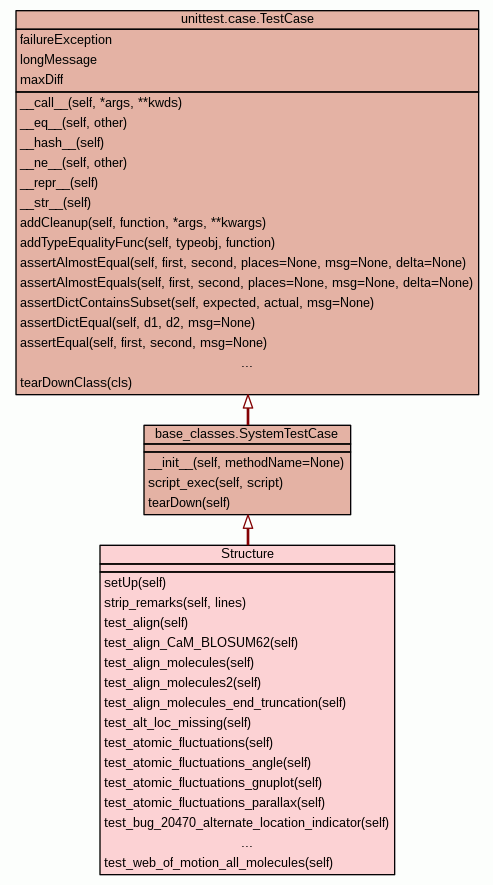 unittest.case.TestCase
failureException
longMessage
maxDiff
__call__(self, *args, **kwds)
__eq__(self, other)
__hash__(self)
__ne__(self, other)
__repr__(self)
__str__(self)
addCleanup(self, function, *args, **kwargs)
addTypeEqualityFunc(self, typeobj, function)
assertAlmostEqual(self, first, second, places=None, msg=None, delta=None)
assertAlmostEquals(self, first, second, places=None, msg=None, delta=None)
assertDictContainsSubset(self, expected, actual, msg=None)
assertDictEqual(self, d1, d2, msg=None)
assertEqual(self, first, second, msg=None)
...
tearDownClass(cls)
base_classes.SystemTestCase
__init__(self, methodName=None)
script_exec(self, script)
tearDown(self)
Structure
setUp(self)
strip_remarks(self, lines)
test_align(self)
test_align_CaM_BLOSUM62(self)
test_align_molecules(self)
test_align_molecules2(self)
test_align_molecules_end_truncation(self)
test_alt_loc_missing(self)
test_atomic_fluctuations(self)
test_atomic_fluctuations_angle(self)
test_atomic_fluctuations_gnuplot(self)
test_atomic_fluctuations_parallax(self)
test_bug_20470_alternate_location_indicator(self)
...
test_web_of_motion_all_molecules(self)